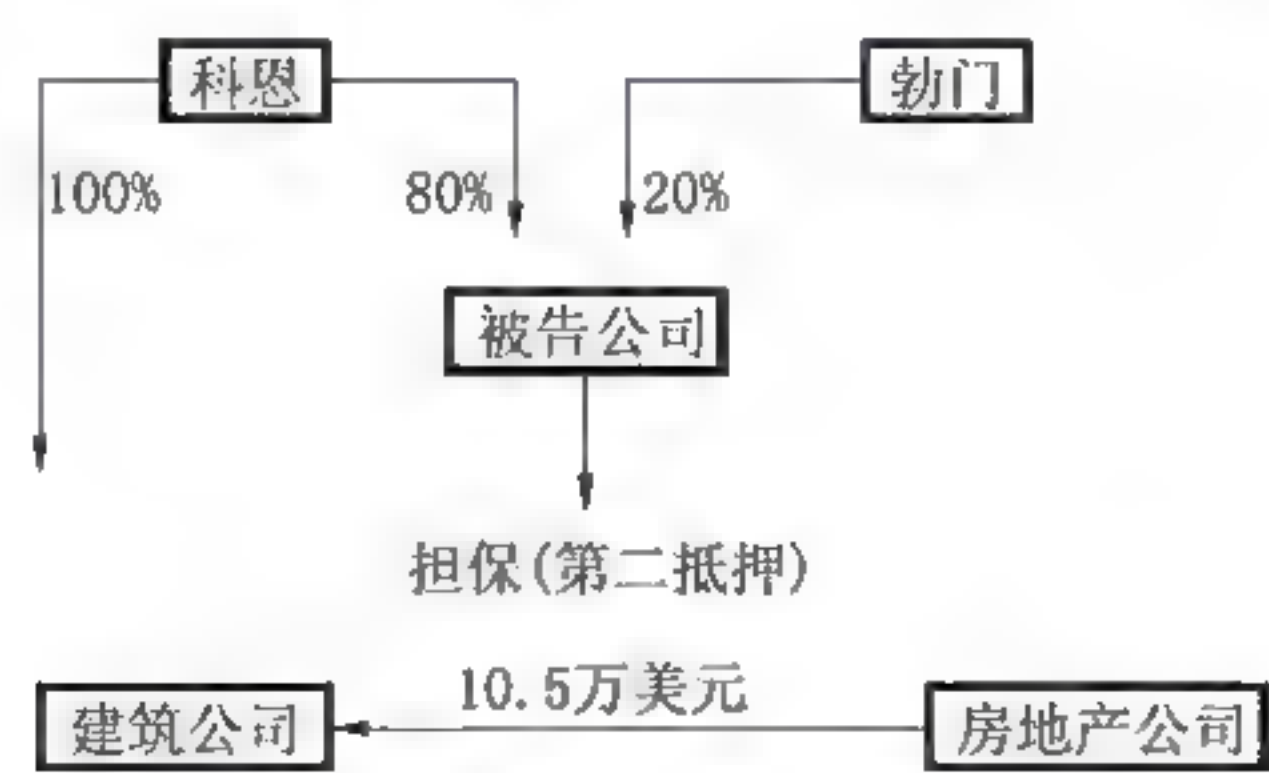 科恩
勃门
100%
80%
20%
被告公司
担保(第二抵押)
10.5万美元
建筑公司
房地产公司